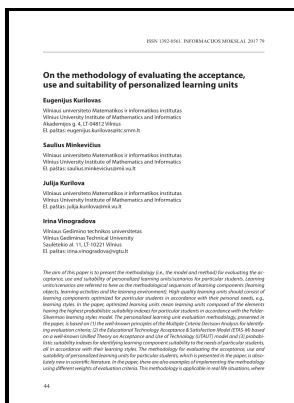 ISSN 1392-0561. INFORMACIJOS MOKSLAI. 2017 79
On the methodology of evaluating the acceptance,
use and suitability of personalized learning units
Eugenijus Kurilovas
Vilniaus universiteto Matematikos ir informatikos institutas
Vilnius University Institute of Mathematics and Informatics
Akademijos g. 4, LT-04812 Vilnius
El. paštas: eugenijus.kurilovas@itc.smm.lt
Saulius Minkevičius
Vilniaus universiteto Matematikos ir informatikos institutas
Vilnius University Institute of Mathematics and Informatics
El. paštas: saulius.minkevicius@mii.vu.lt
Julija Kurilova
Vilniaus universiteto Matematikos ir informatikos institutas
Vilnius University Institute of Mathematics and Informatics
El. paštas: julija.kurilova@mii.vu.lt
Irina Vinogradova
Vilniaus Gedimino technikos universitetas
Vilnius Gediminas Technical University
Saulėtekio al. 11, LT-10221 Vilnius
El. paštas: irina.vinogradova@vgtu.lt
The aim of this paper is to present the methodology (i.e., the model and method) for evaluating the ac-
ceptance, use and suitability of personalized learning units/scenarios for particular students. Learning
units/scenarios are referred to here as the methodological sequences of learning components (learning
objects, learning activities and the learning environment). High quality learning units should consist of
learning components optimized for particular students in accordance with their personal needs, e.g.,
learning styles. In the paper, optimized learning units mean learning units composed of the elements
having the highest probabilistic suitability indexes for particular students in accordance with the Felder-
Silverman learning styles model. The personalized learning unit evaluation methodology, presented in
the paper, is based on (1) the well-known principles of the Multiple Criteria Decision Analysis for identify-
ing evaluation criteria; (2) the Educational Technology Acceptance & Satisfaction Model (ETAS-M) based
on a well-known Unified Theory on Acceptance and Use of Technology (UTAUT) model and (3) probabi-
listic suitability indexes for identifying learning component suitability to the needs of particular students,
all in accordance with their learning styles. The methodology for evaluating the acceptance, use and
suitability of personalized learning units for particular students, which is presented in the paper, is abso-
lutely new in scientific literature. In the paper, there are also examples of implementing the methodology
using different weights of evaluation criteria. This methodology is applicable in real life situations, where
44